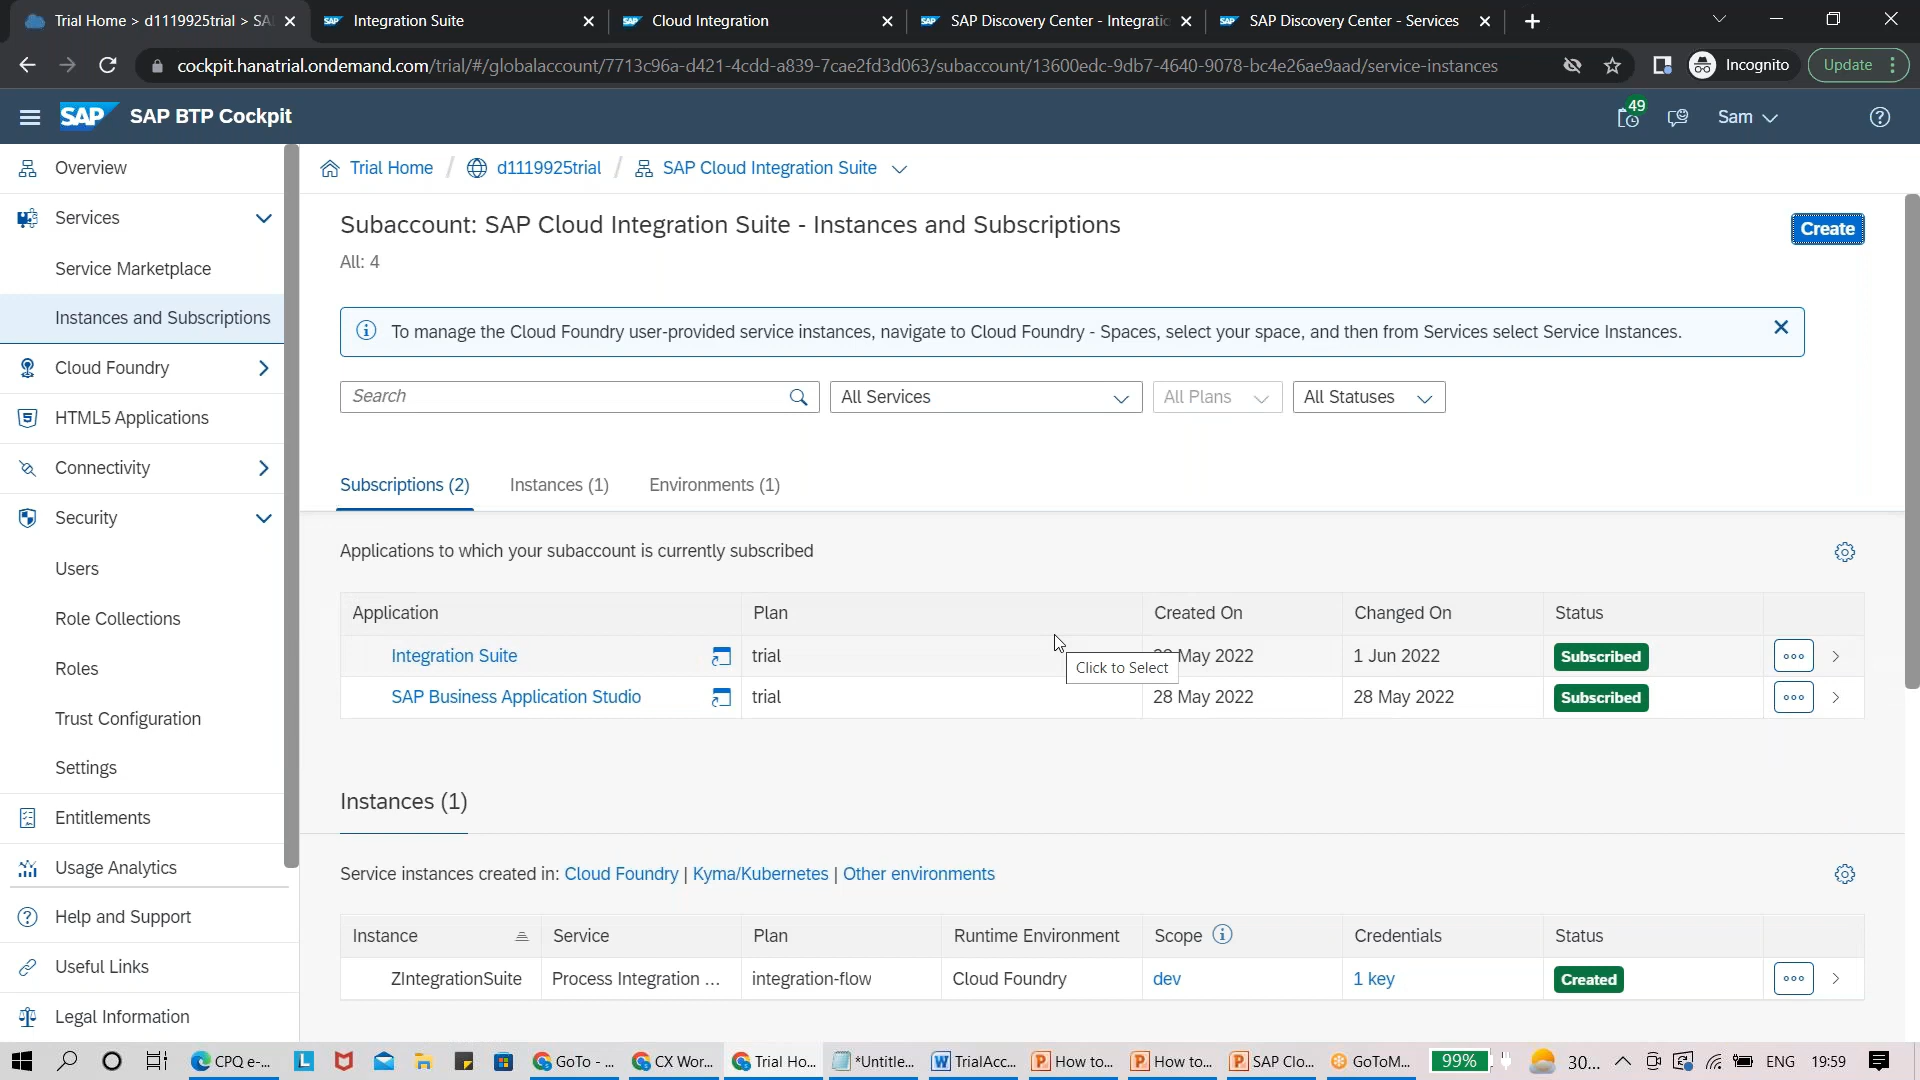 Trial Home > d1119925trial > SA
Integration Suite
Cloud Integration
SAP Discovery Center - Integratic
SAP Discovery Center - Services
cockpit.hanatrial.ondemand.com/trial/#/globalaccount/7713c96a-d421-4cdd-a839-7cae2fd3d063/subaccount/13600edc-9db7-4640-9078-bc4e26ae9aad/service-instances
Incognito
Update
SAP SAP BTP Cockpit
49
Sam
Overview
Services
Service Marketplace
Instances and Subscriptions
Cloud Foundry
HTML5 Applications
Connectivity
Security
Users
Role Collections
Roles
Trust Configuration
Settings
Entitlements
Usage Analytics
Help and Support
Useful Links
Legal Information
Trial Home / d1119925trial / SAP Cloud Integration Suite
Subaccount: SAP Cloud Integration Suite - Instances and Subscriptions
Create
All: 4
To manage the Cloud Foundry user-provided service instances, navigate to Cloud Foundry - Spaces, select your space, and then from Services select Service Instances.
Search
All Services
All Plans
All Statuses
Subscriptions (2)
Instances (1)
Environments (1)
Applications to which your subaccount is currently subscribed
Application Plan Created On Changed On Status
Integration Suite trial May 2022 1 Jun 2022 Subscribed
Click to Select
SAP Business Application Studio trial 28 May 2022 28 May 2022 Subscribed
Instances (1)
Service instances created in: Cloud Foundry | Kyma/Kubernetes | Other environments
Instance Service Plan Runtime Environment Scope Credentials Status
ZIntegrationSuite Process Integration ... integration-flow Cloud Foundry dev 1 key Created
CPQ e-...
GoTo - ...
CX Wor...
Trial Ho...
*Untitle...
TrialAcc...
How to...
How to...
SAP Clo...
GoToM...
99%
30...
ENG
19:59